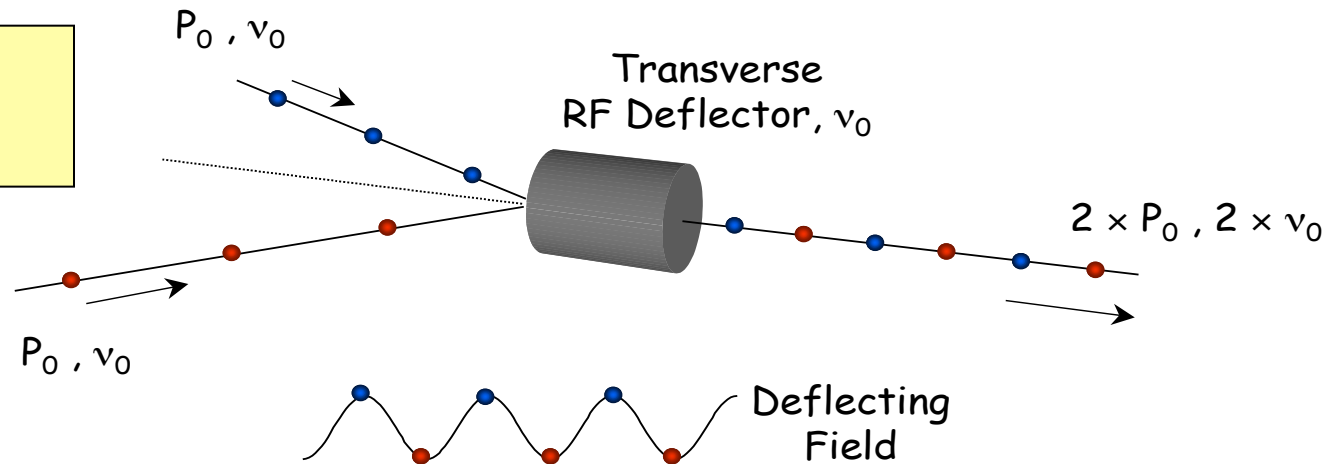 P₀ , ν₀
Transverse
RF Deflector, ν₀
2 × P₀ , 2 × ν₀
P₀ , ν₀
Deflecting
Field